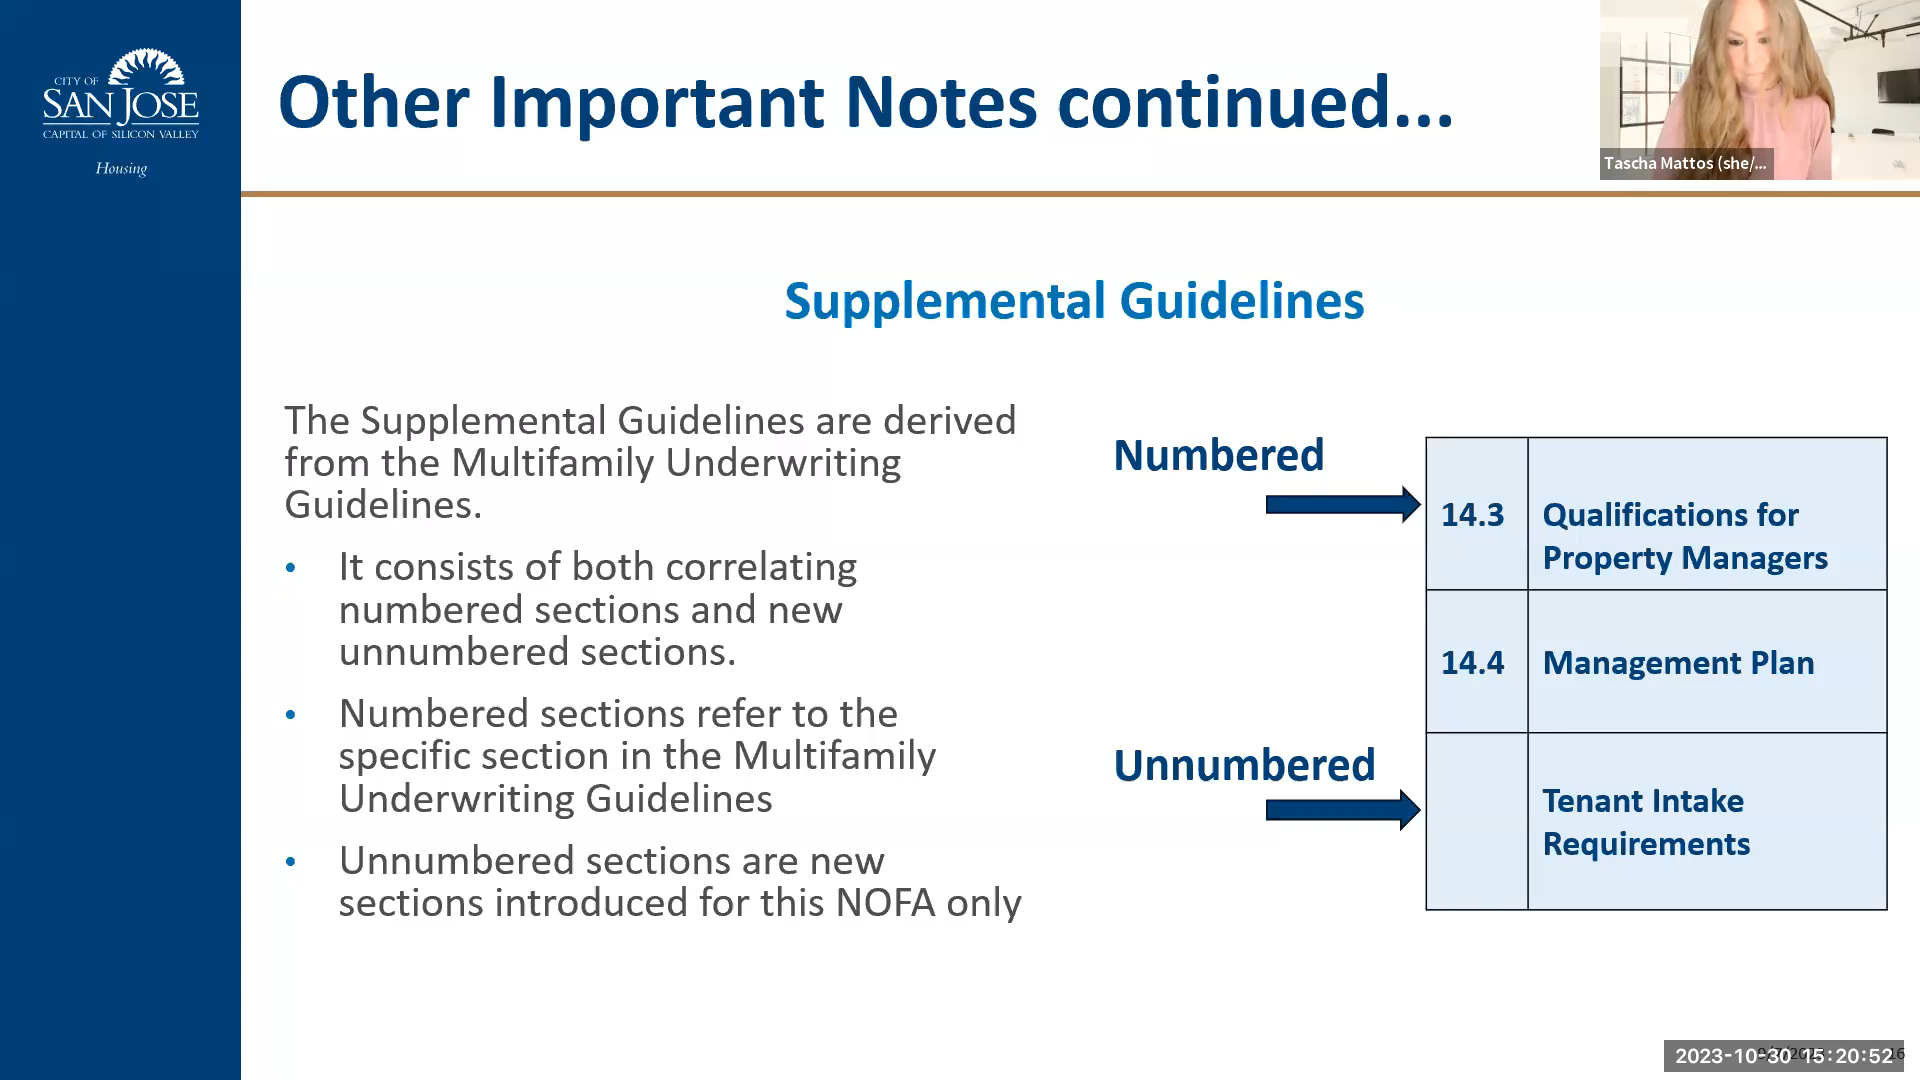 CITY OF
SAN JOSE
CAPITAL OF SILICON VALLEY
Housing
Other Important Notes continued...
Tascha Mattos (she/...
Supplemental Guidelines
The Supplemental Guidelines are derived
from the Multifamily Underwriting
Guidelines.
• It consists of both correlating
numbered sections and new
unnumbered sections.
• Numbered sections refer to the
specific section in the Multifamily
Underwriting Guidelines
• Unnumbered sections are new
sections introduced for this NOFA only
Numbered
14.3 Qualifications for
Property Managers
14.4 Management Plan
Unnumbered
Tenant Intake
Requirements
2023-10-30 15:20:52
16